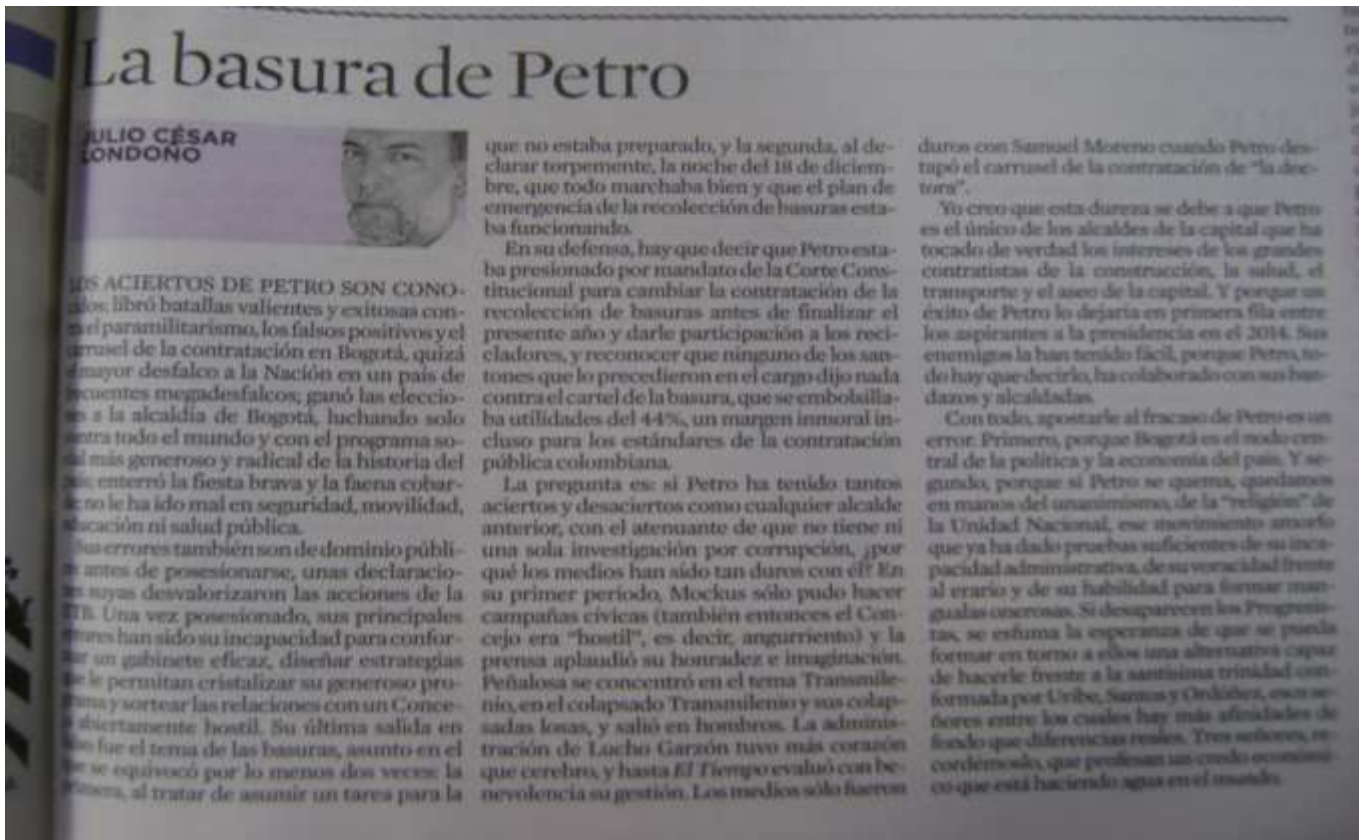 La basura de Petro
JULIO CÉSAR
LONDOÑO
LOS ACIERTOS DE PETRO SON CONO-
libró batallas valientes y exitosas con-
el paramilitarismo, los falsos positivos y el
carrusel de la contratación en Bogotá, quizá
mayor desfalco a la Nación en un país de
recuentes megadesfalcos; ganó las eleccio-
a la alcaldía de Bogotá, luchando solo
contra todo el mundo y con el programa so-
más generoso y radical de la historia del
enterró la fiesta brava y la faena cobar-
no le ha ido mal en seguridad, movilidad,
educación ni salud pública.
Sus errores también son de dominio públi-
antes de posesionarse, unas declaracio-
suyas desvalorizaron las acciones de la
ETB. Una vez posesionado, sus principales
errores han sido su incapacidad para confor-
un gabinete eficaz, diseñar estrategias
que le permitan cristalizar su generoso pro-
y sortear las relaciones con un Conce-
abiertamente hostil. Su última salida en
fue el tema de las basuras, asunto en el
que se equivocó por lo menos dos veces: la
primera, al tratar de asumir un tarea para la
que no estaba preparado, y la segunda, al de-
clarar torpemente, la noche del 18 de diciem-
bre, que todo marchaba bien y que el plan de
emergencia de la recolección de basuras esta-
ba funcionando.
En su defensa, hay que decir que Petro esta-
ba presionado por mandato de la Corte Cons-
titucional para cambiar la contratación de la
recolección de basuras antes de finalizar el
presente año y darle participación a los reci-
cladores, y reconocer que ninguno de los san-
tones que lo precedieron en el cargo dijo nada
contra el cartel de la basura, que se embolsilla-
ba utilidades del 44%, un margen inmoral in-
cluso para los estándares de la contratación
pública colombiana.
La pregunta es: si Petro ha tenido tantos
aciertos y desaciertos como cualquier alcalde
anterior, con el atenuante de que no tiene ni
una sola investigación por corrupción, ¿por
qué los medios han sido tan duros con él? En
su primer período, Mockus sólo pudo hacer
campañas cívicas (también entonces el Con-
cejo era "hostil", es decir, angurriento) y la
prensa aplaudió su honradez e imaginación.
Peñalosa se concentró en el tema Transmile-
nio, en el colapsado Transmilenio y sus colap-
sadas losas, y salió en hombros. La adminis-
tración de Lucho Garzón tuvo más corazón
que cerebro, y hasta El Tiempo evaluó con be-
nevolencia su gestión. Los medios sólo fueron
duros con Samuel Moreno cuando Petro des-
tapó el carrusel de la contratación de "la doc-
tora".
Yo creo que esta dureza se debe a que Petro
es el único de los alcaldes de la capital que ha
tocado de verdad los intereses de los grandes
contratistas de la construcción, la salud, el
transporte y el aseo de la capital. Y porque un
éxito de Petro lo dejaría en primera fila entre
los aspirantes a la presidencia en el 2014. Sus
enemigos la han tenido fácil, porque Petro, to-
do hay que decirlo, ha colaborado con sus ban-
dazos y alcaldadas.
Con todo, apostarle al fracaso de Petro es un
error. Primero, porque Bogotá es el nodo cen-
tral de la política y la economía del país. Y se-
gundo, porque si Petro se quema, quedamos
en manos del unanimismo, de la "religión" de
la Unidad Nacional, ese movimiento amorfo
que ya ha dado pruebas suficientes de su inca-
pacidad administrativa, de su voracidad frente
al erario y de su habilidad para formar man-
gualas onerosas. Si desaparecen los Progresis-
tas, se esfuma la esperanza de que se pueda
formar en torno a ellos una alternativa capaz
de hacerle frente a la santísima trinidad con-
formada por Uribe, Santos y Ordóñez, esos se-
ñores entre los cuales hay más afinidades de
fondo que diferencias reales. Tres señores, re-
cordémoslo, que profesan un credo económi-
co que está haciendo agua en el mundo.